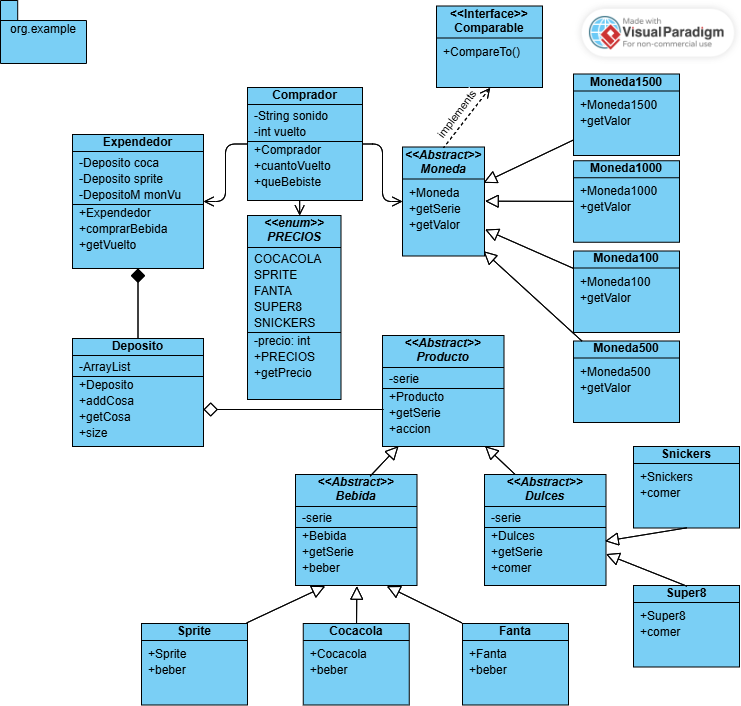 org.example
Made with
VisualParadigm
For non-commercial use
<<Interface>>
Comparable
+CompareTo()
implements
Comprador
-String sonido
-int vuelto
+Comprador
+cuantoVuelto
+queBebiste
Expendedor
-Deposito coca
-Deposito sprite
-DepositoM monVu
+Expendedor
+comprarBebida
+getVuelto
<<Abstract>>
Moneda
+Moneda
+getSerie
+getValor
Moneda1500
+Moneda1500
+getValor
Moneda1000
+Moneda1000
+getValor
Moneda100
+Moneda100
+getValor
Moneda500
+Moneda500
+getValor
<<enum>>
PRECIOS
COCACOLA
SPRITE
FANTA
SUPER8
SNICKERS
-precio: int
+PRECIOS
+getPrecio
Deposito
-ArrayList
+Deposito
+addCosa
+getCosa
+size
<<Abstract>>
Producto
-serie
+Producto
+getSerie
+accion
<<Abstract>>
Bebida
-serie
+Bebida
+getSerie
+beber
<<Abstract>>
Dulces
-serie
+Dulces
+getSerie
+comer
Snickers
+Snickers
+comer
Super8
+Super8
+comer
Sprite
+Sprite
+beber
Cocacola
+Cocacola
+beber
Fanta
+Fanta
+beber